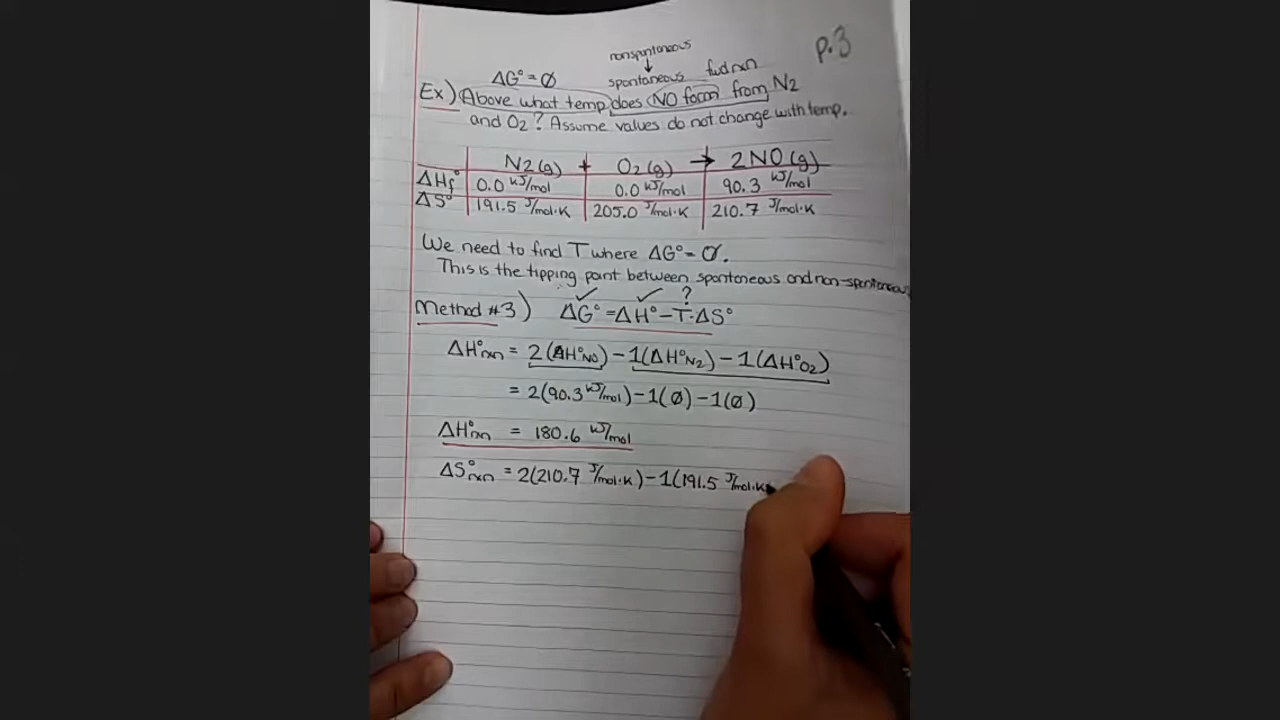 p.3
nonspontaneous
↓
ΔG° = Ø spontaneous fwd rxn
Ex) Above what temp does NO form from N2
and O2? Assume values do not change with temp.
N2(g) + O2(g) → 2NO(g)
ΔHf° 0.0 kJ/mol 0.0 kJ/mol 90.3 kJ/mol
ΔS° 191.5 J/mol·K 205.0 J/mol·K 210.7 J/mol·K
We need to find T where ΔG° = Ø.
This is the tipping point between spontaneous and non-spontaneous
✓ ✓ ?
Method #3) ΔG° = ΔH° - T·ΔS°
ΔH°rxn = 2(ΔH°NO) - 1(ΔH°N2) - 1(ΔH°O2)
= 2(90.3 kJ/mol) - 1(Ø) - 1(Ø)
ΔH°rxn = 180.6 kJ/mol
ΔS°rxn = 2(210.7 J/mol·K) - 1(191.5 J/mol·K